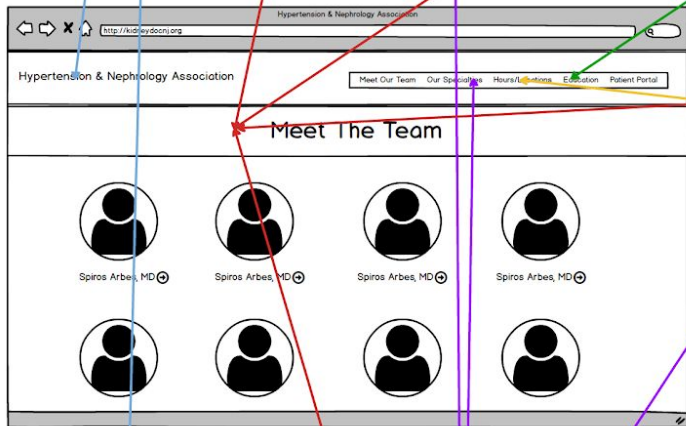 Hypertension & Nephrology Association
http://kidneydocnj.org
Hypertension & Nephrology Association
Meet Our Team Our Specialties Hours/Locations Education Patient Portal
Meet The Team
Spiros Arbes, MD Spiros Arbes, MD Spiros Arbes, MD Spiros Arbes, MD